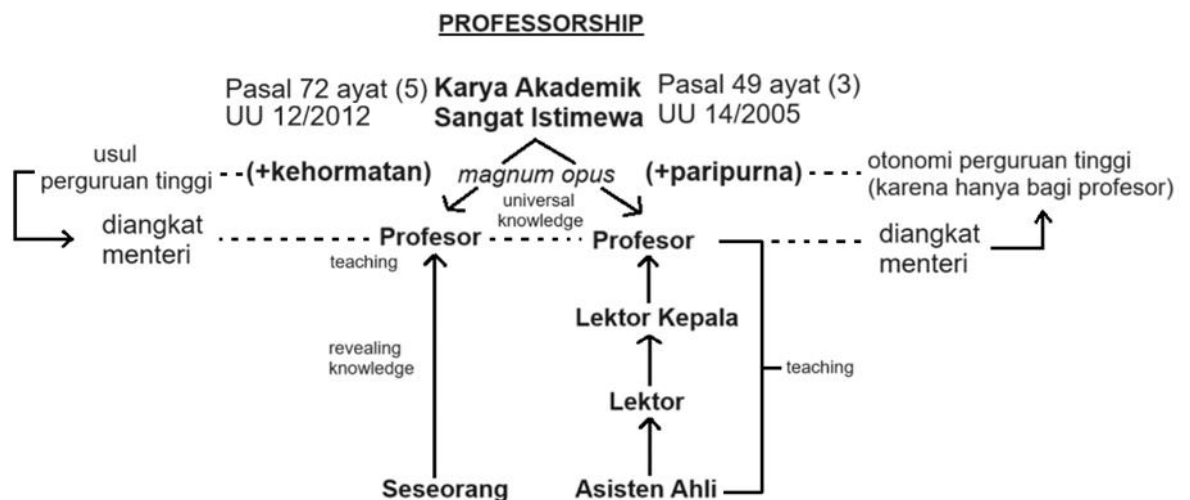 PROFESSORSHIP
Pasal 72 ayat (5)
UU 12/2012
Karya Akademik
Sangat Istimewa
Pasal 49 ayat (3)
UU 14/2005
usul
perguruan tinggi
(+kehormatan)
magnum opus
(+paripurna)
otonomi perguruan tinggi
(karena hanya bagi profesor)
universal
knowledge
diangkat
menteri
Profesor
Profesor
diangkat
menteri
teaching
Lektor Kepala
revealing
knowledge
teaching
Lektor
Seseorang
Asisten Ahli